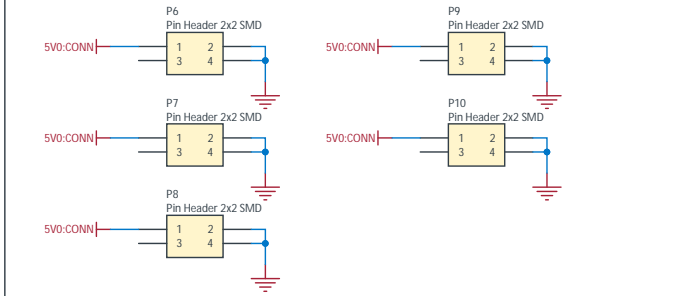 P6
Pin Header 2x2 SMD
5V0:CONN 1 2
3 4
P7
Pin Header 2x2 SMD
5V0:CONN 1 2
3 4
P8
Pin Header 2x2 SMD
5V0:CONN 1 2
3 4
P9
Pin Header 2x2 SMD
5V0:CONN 1 2
3 4
P10
Pin Header 2x2 SMD
5V0:CONN 1 2
3 4